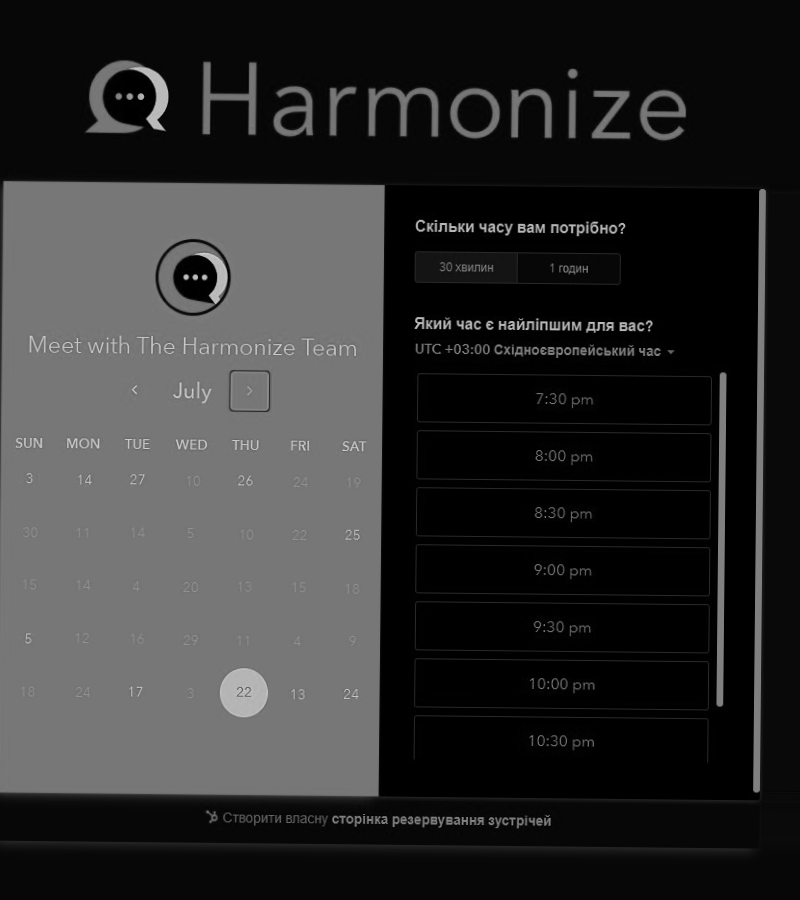 Harmonize
Meet with The Harmonize Team
July
SUN MON TUE WED THU FRI SAT
3 14 27 10 26 24 19
30 11 14 5 10 22 25
15 14 4 20 13 15 18
5 12 16 29 11 4 9
18 24 17 3 22 13 24
Скільки часу вам потрібно?
30 хвилин 1 годин
Який час є найліпшим для вас?
UTC +03:00 Східноєвропейський час
7:30 pm
8:00 pm
8:30 pm
9:00 pm
9:30 pm
10:00 pm
10:30 pm
Створити власну сторінка резервування зустрічей